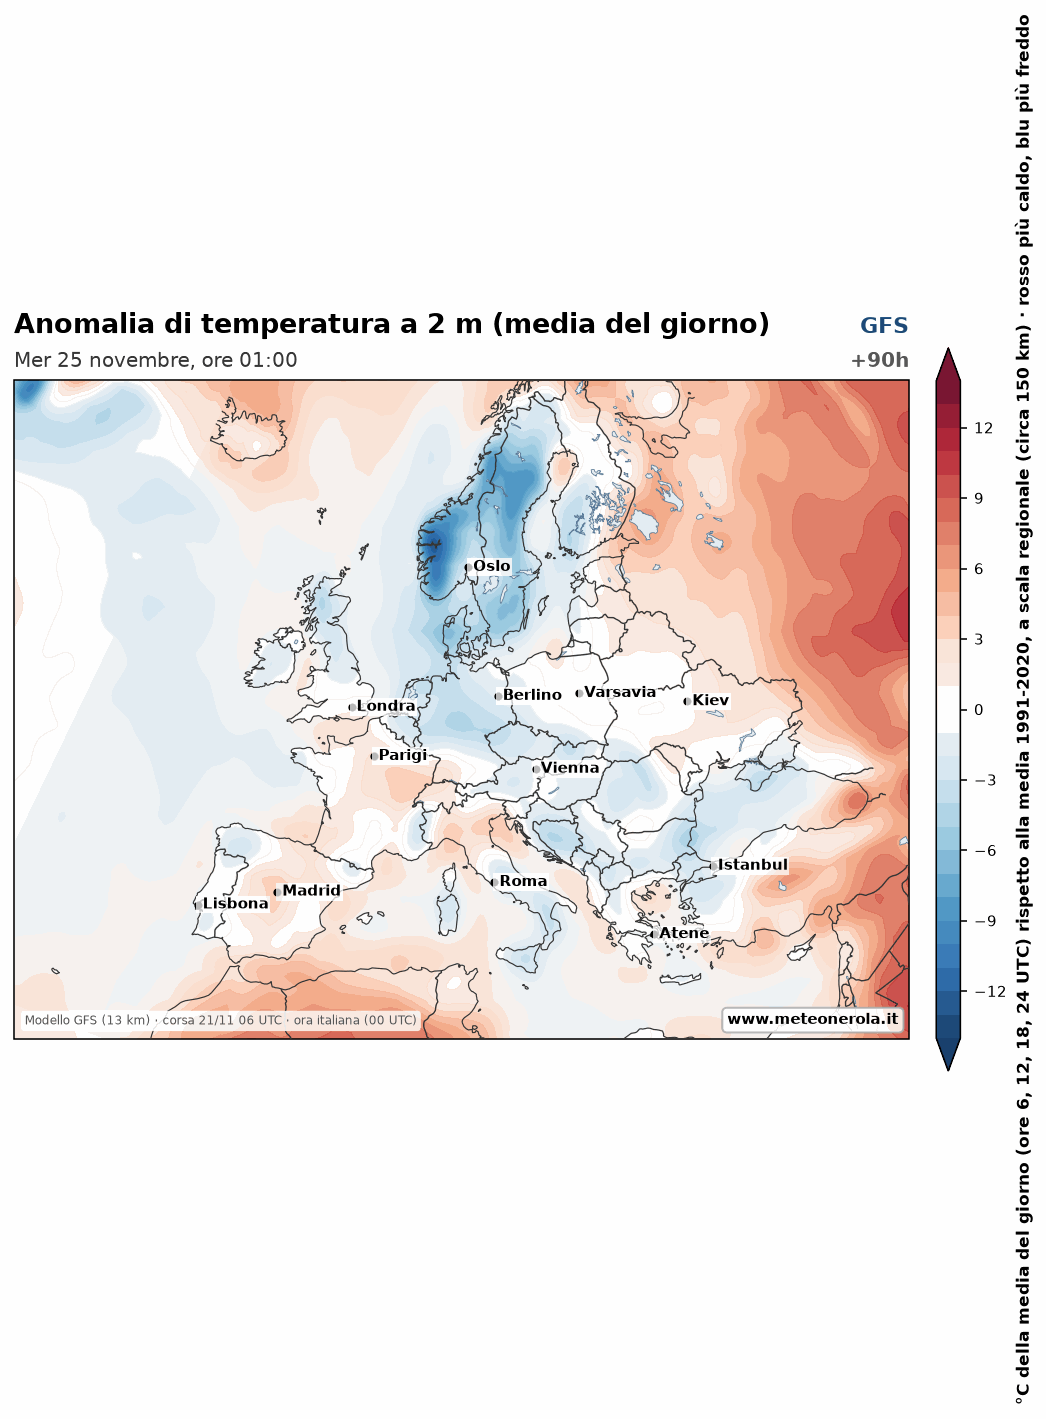 Anomalia di temperatura a 2 m (media del giorno)
GFS
Mer 25 novembre, ore 01:00
+90h
Oslo
Londra
Berlino
Varsavia
Kiev
Parigi
Vienna
Madrid
Lisbona
Roma
Istanbul
Atene
Modello GFS (13 km) · corsa 21/11 06 UTC · ora italiana (00 UTC)
www.meteonerola.it
12
9
6
3
0
−3
−6
−9
−12
°C della media del giorno (ore 6, 12, 18, 24 UTC) rispetto alla media 1991-2020, a scala regionale (circa 150 km) · rosso più caldo, blu più freddo